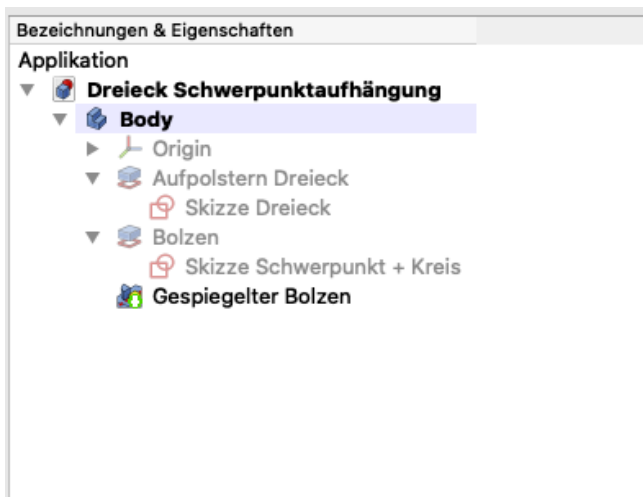 Bezeichnungen & Eigenschaften
Applikation
Dreieck Schwerpunktaufhängung
Body
Origin
Aufpolstern Dreieck
Skizze Dreieck
Bolzen
Skizze Schwerpunkt + Kreis
Gespiegelter Bolzen